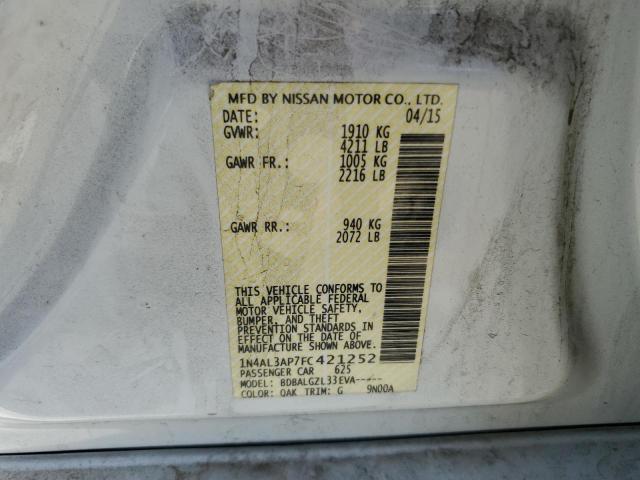 MFD BY NISSAN MOTOR CO., LTD.
DATE: 04/15
GVWR: 1910 KG
4211 LB
GAWR FR.: 1005 KG
2216 LB
GAWR RR.: 940 KG
2072 LB
THIS VEHICLE CONFORMS TO
ALL APPLICABLE FEDERAL
MOTOR VEHICLE SAFETY,
BUMPER, AND THEFT
PREVENTION STANDARDS
IN EFFECT ON THE DATE OF
MANUFACTURE SHOWN ABOVE.
1N4AL3AP7FC421252
PASSENGER CAR 625
MODEL: BDBALGZL33EVA-----
COLOR: QAK TRIM: G 9N00A